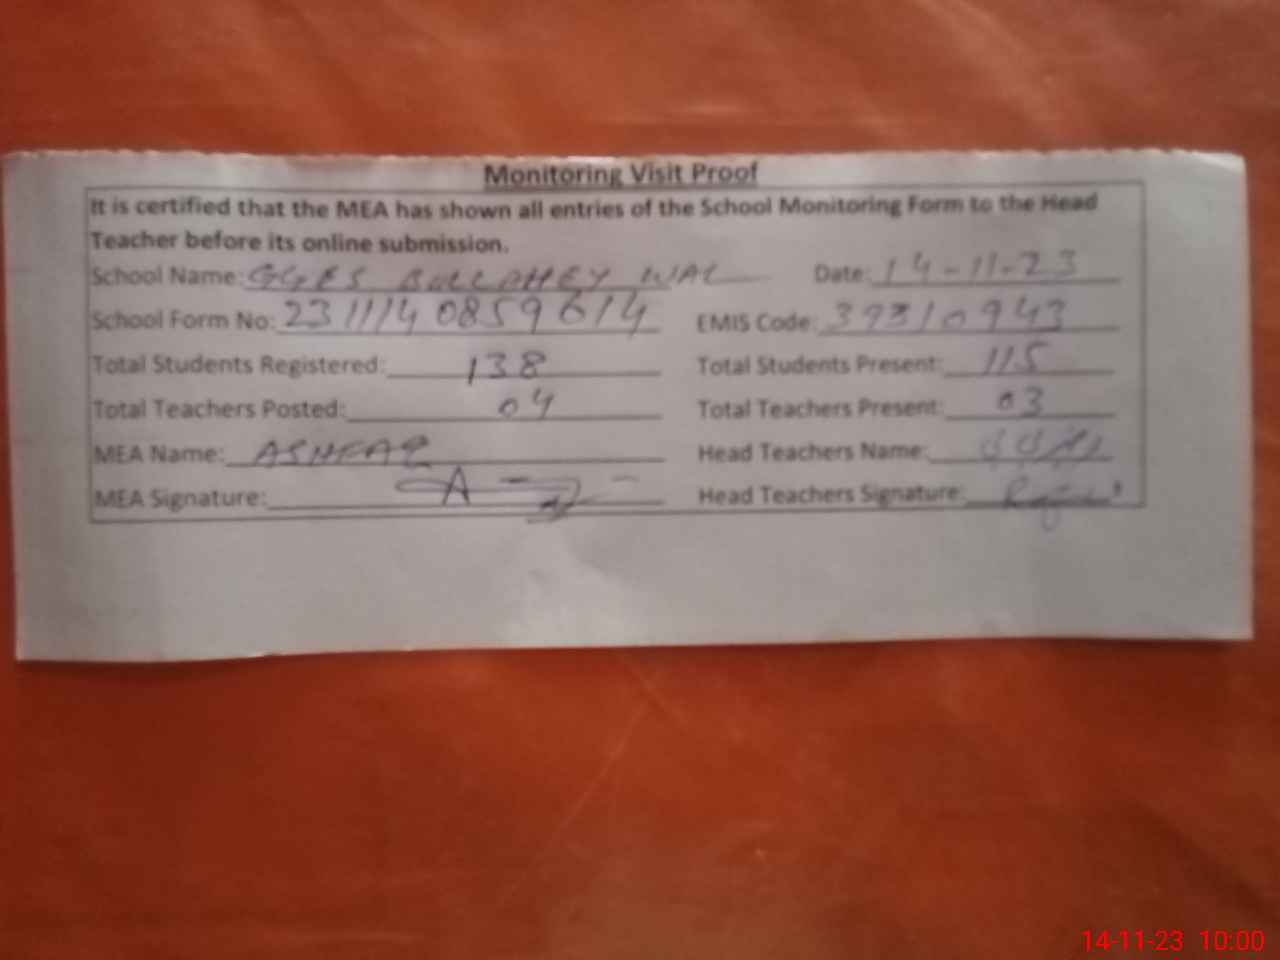 Monitoring Visit Proof
It is certified that the MEA has shown all entries of the School Monitoring Form to the Head
Teacher before its online submission.
School Name: GGES BULLAHEY WAL Date: 14-11-23
School Form No: 2311140859614 EMIS Code: 39310943
Total Students Registered: 138 Total Students Present: 115
Total Teachers Posted: 04 Total Teachers Present: 03
MEA Name: ASHFAQ Head Teachers Name:
MEA Signature: Head Teachers Signature:
14-11-23 10:00